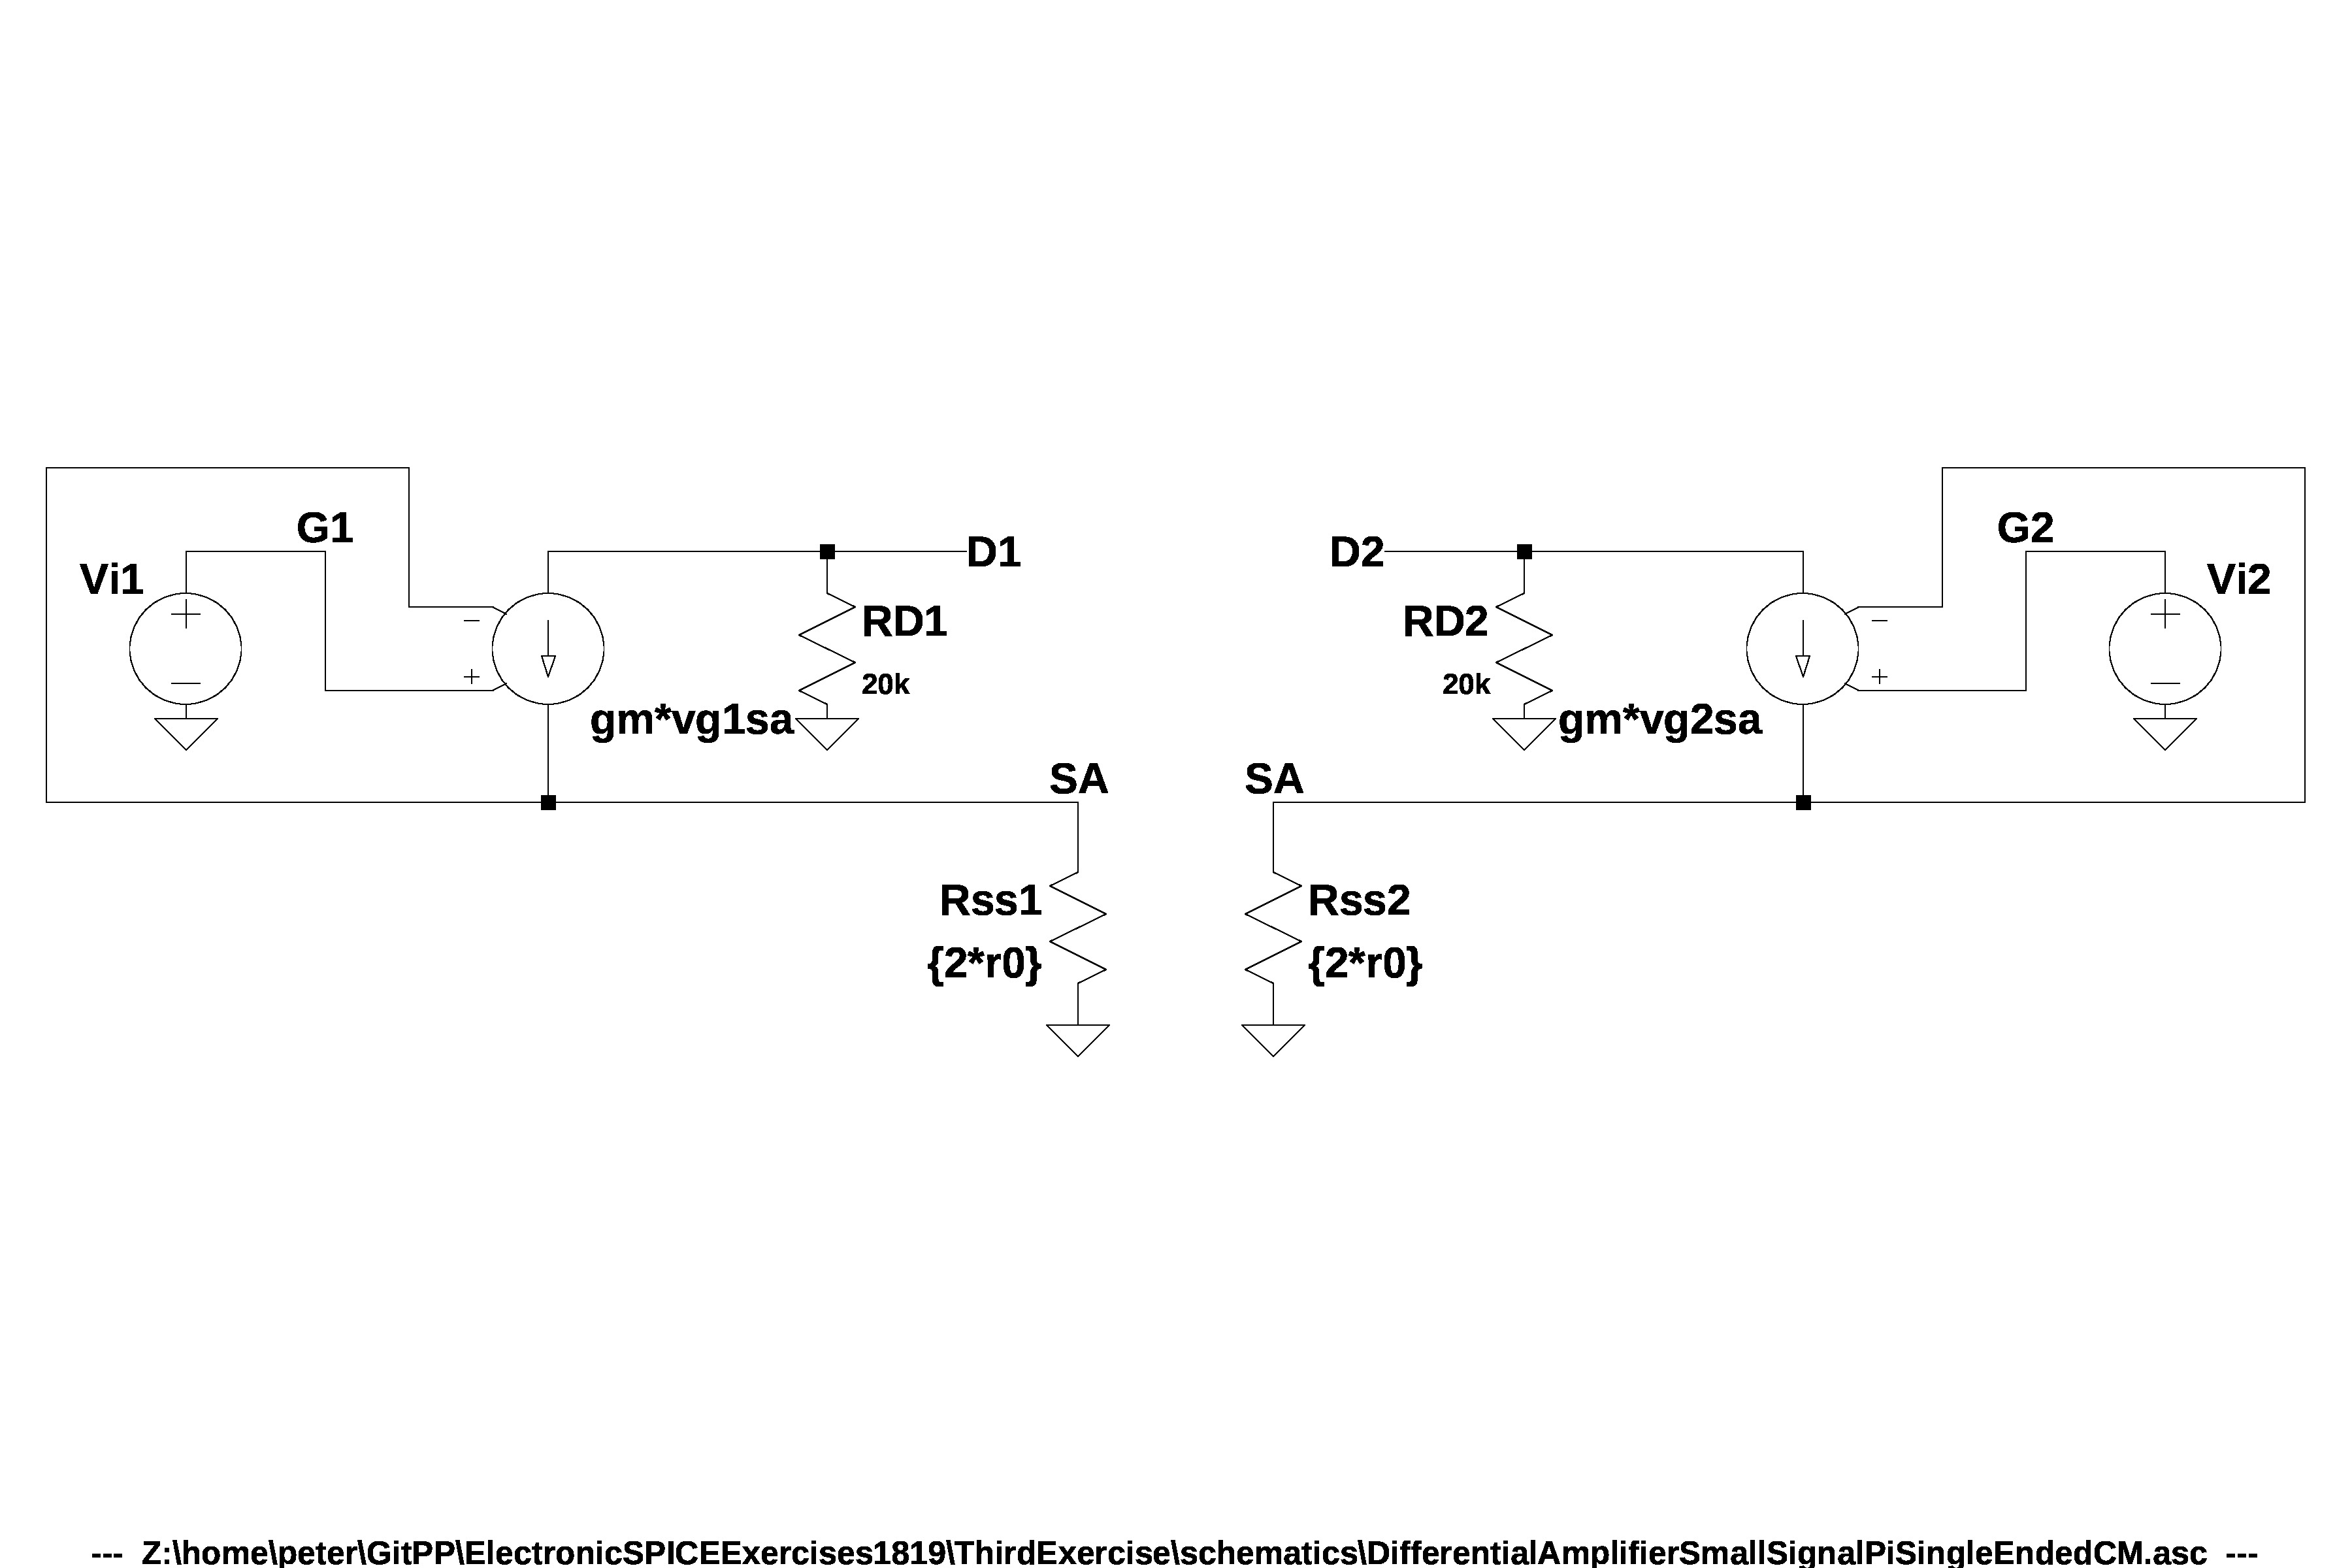 G1
Vi1
D1
D2
G2
Vi2
RD1
20k
gm*vg1sa
RD2
20k
gm*vg2sa
SA
SA
Rss1
{2*r0}
Rss2
{2*r0}
--- Z:\home\peter\GitPP\ElectronicSPICEExercises1819\ThirdExercise\schematics\DifferentialAmplifierSmallSignalPiSingleEndedCM.asc ---